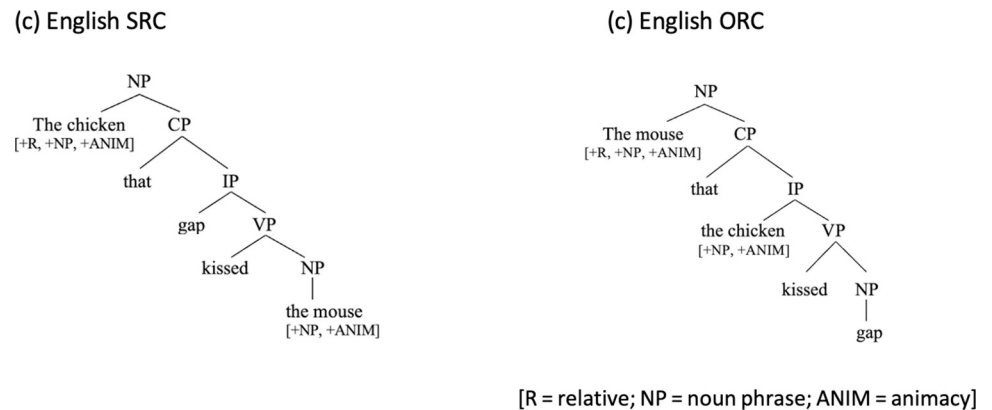 (c) English SRC
NP
The chicken
[+R, +NP, +ANIM]
CP
that
IP
gap
VP
kissed
NP
the mouse
[+NP, +ANIM]
(c) English ORC
NP
The mouse
[+R, +NP, +ANIM]
CP
that
IP
the chicken
[+NP, +ANIM]
VP
kissed
NP
gap
[R = relative; NP = noun phrase; ANIM = animacy]